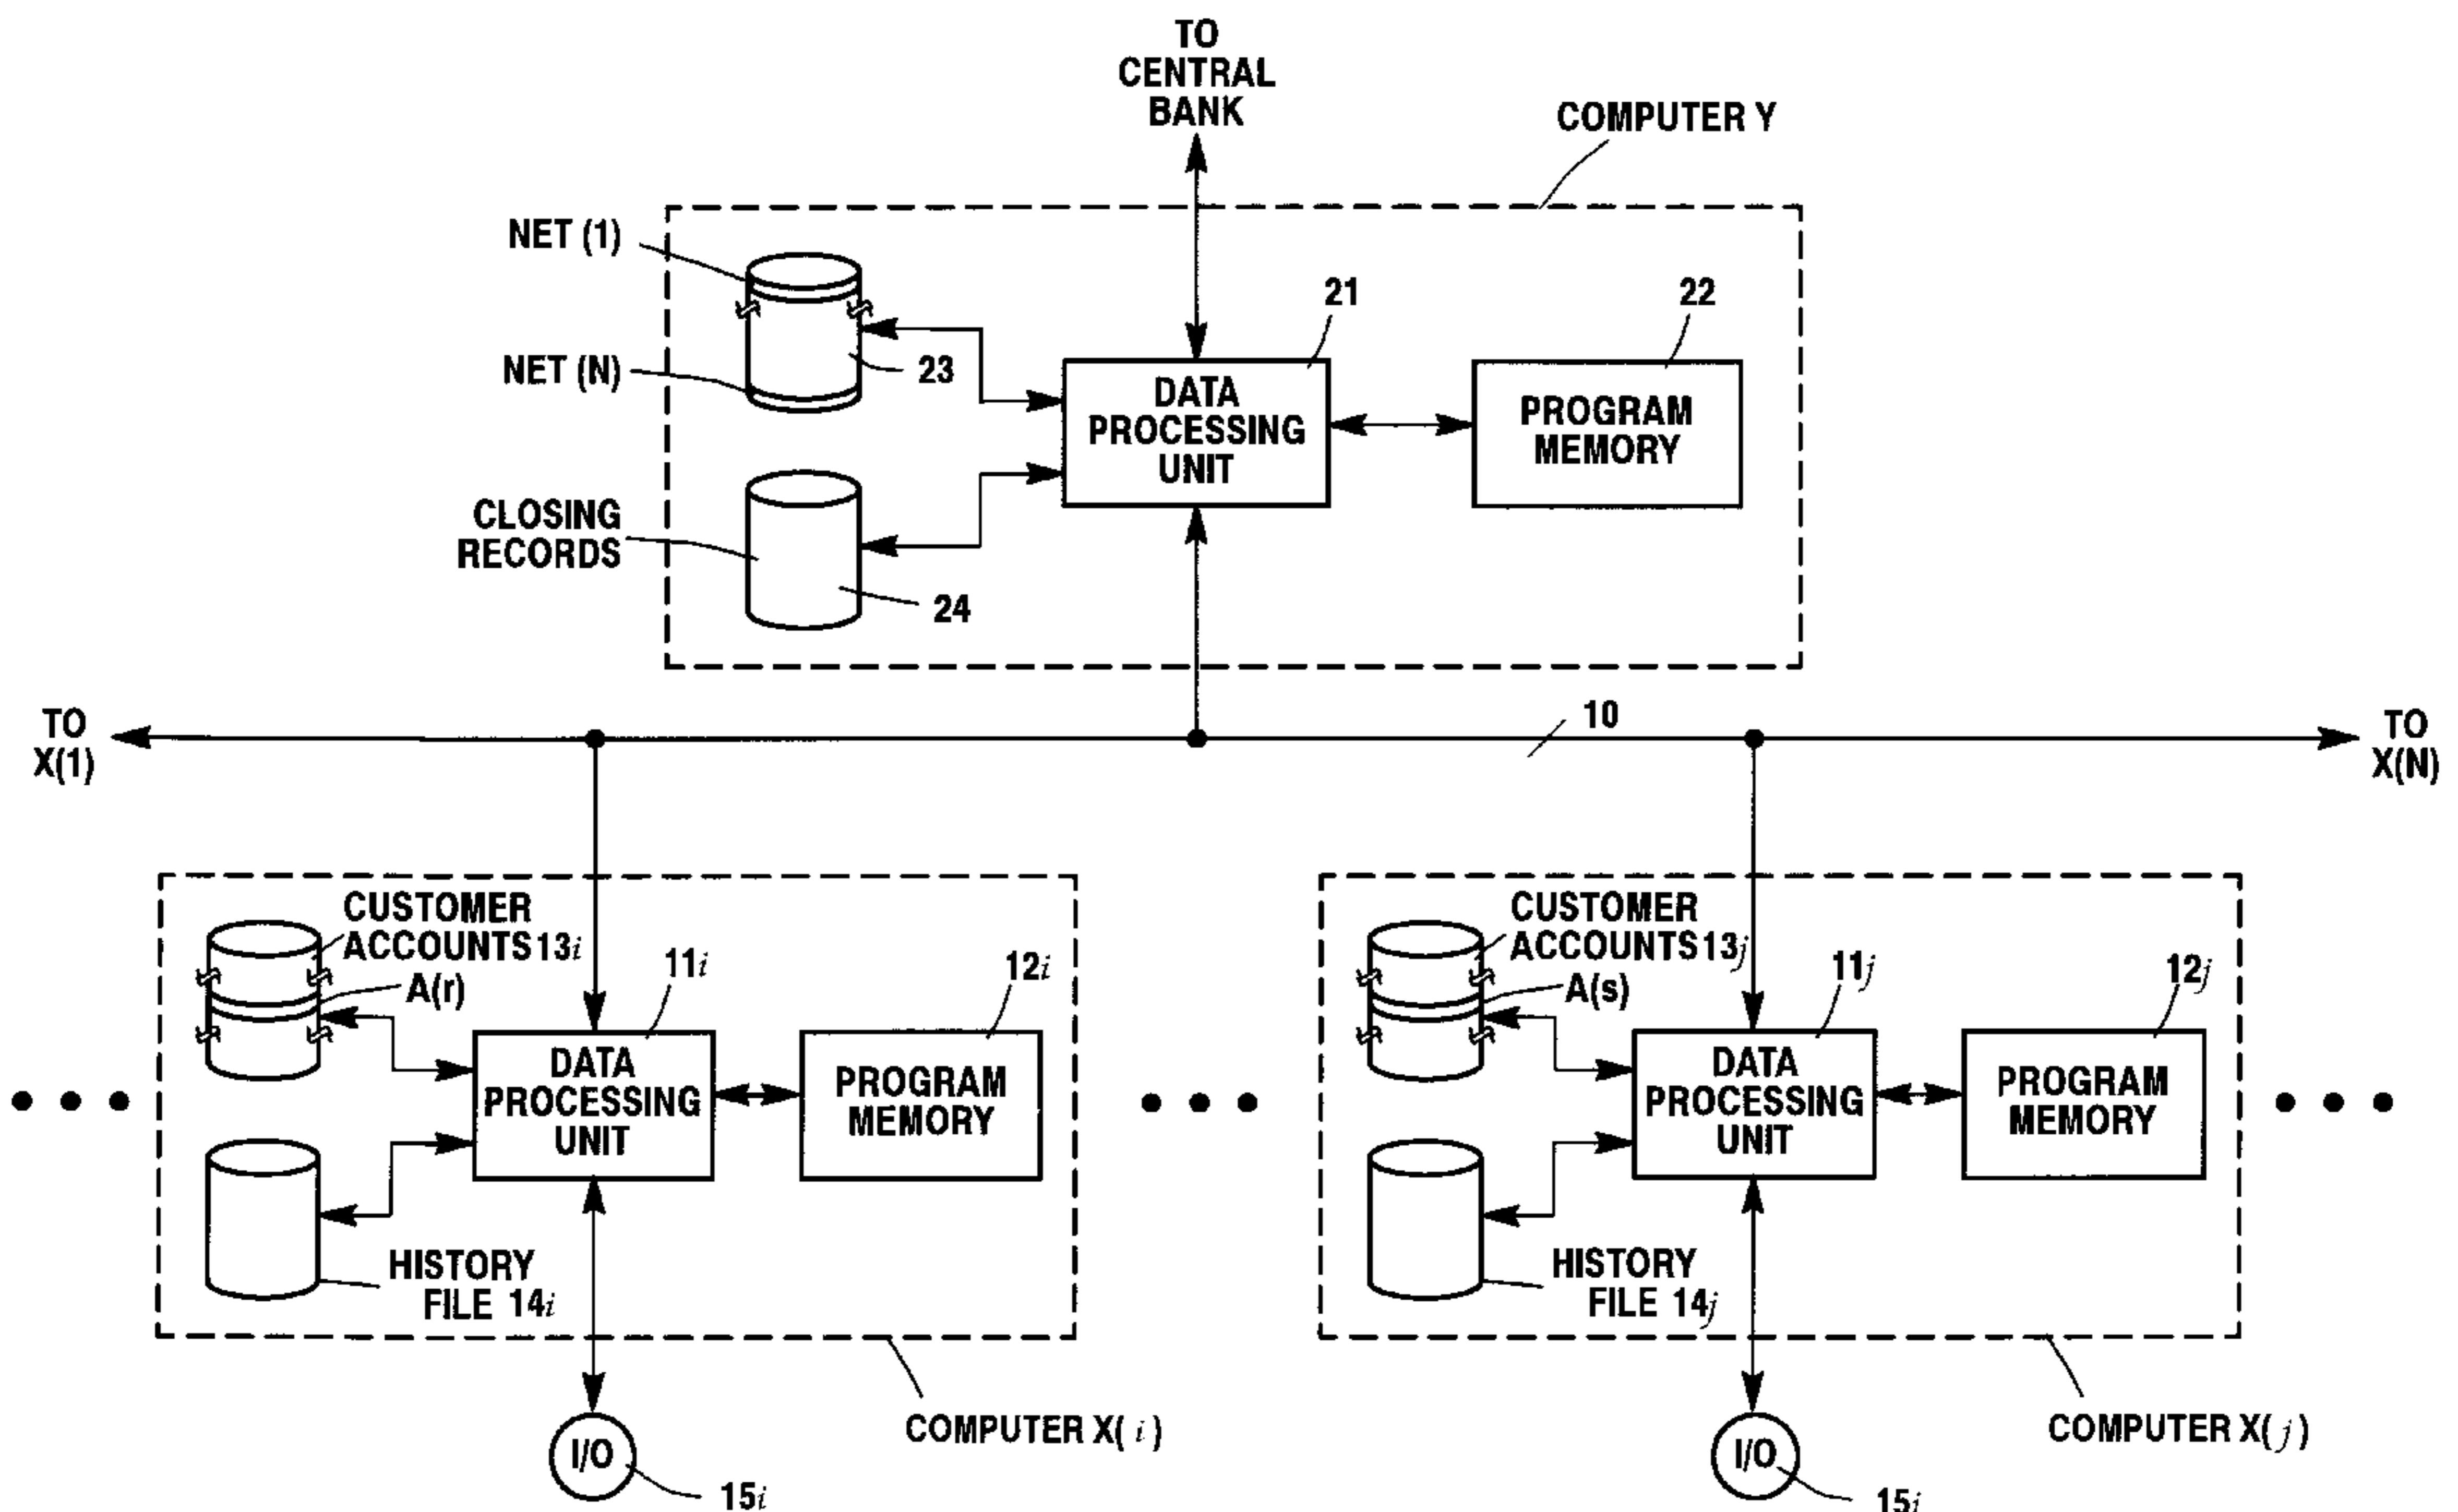 TO
CENTRAL
BANK
COMPUTER Y
NET (1)
21
22
NET (N)
23
DATA
PROCESSING
UNIT
PROGRAM
MEMORY
CLOSING
RECORDS
24
TO
X(1)
10
TO
X(N)
CUSTOMER
ACCOUNTS 13i
A(r)
11i
12i
DATA
PROCESSING
UNIT
PROGRAM
MEMORY
HISTORY
FILE 14i
COMPUTER X( i )
I/O
15i
CUSTOMER
ACCOUNTS 13j
A(s)
11j
12j
DATA
PROCESSING
UNIT
PROGRAM
MEMORY
HISTORY
FILE 14j
COMPUTER X( j )
I/O